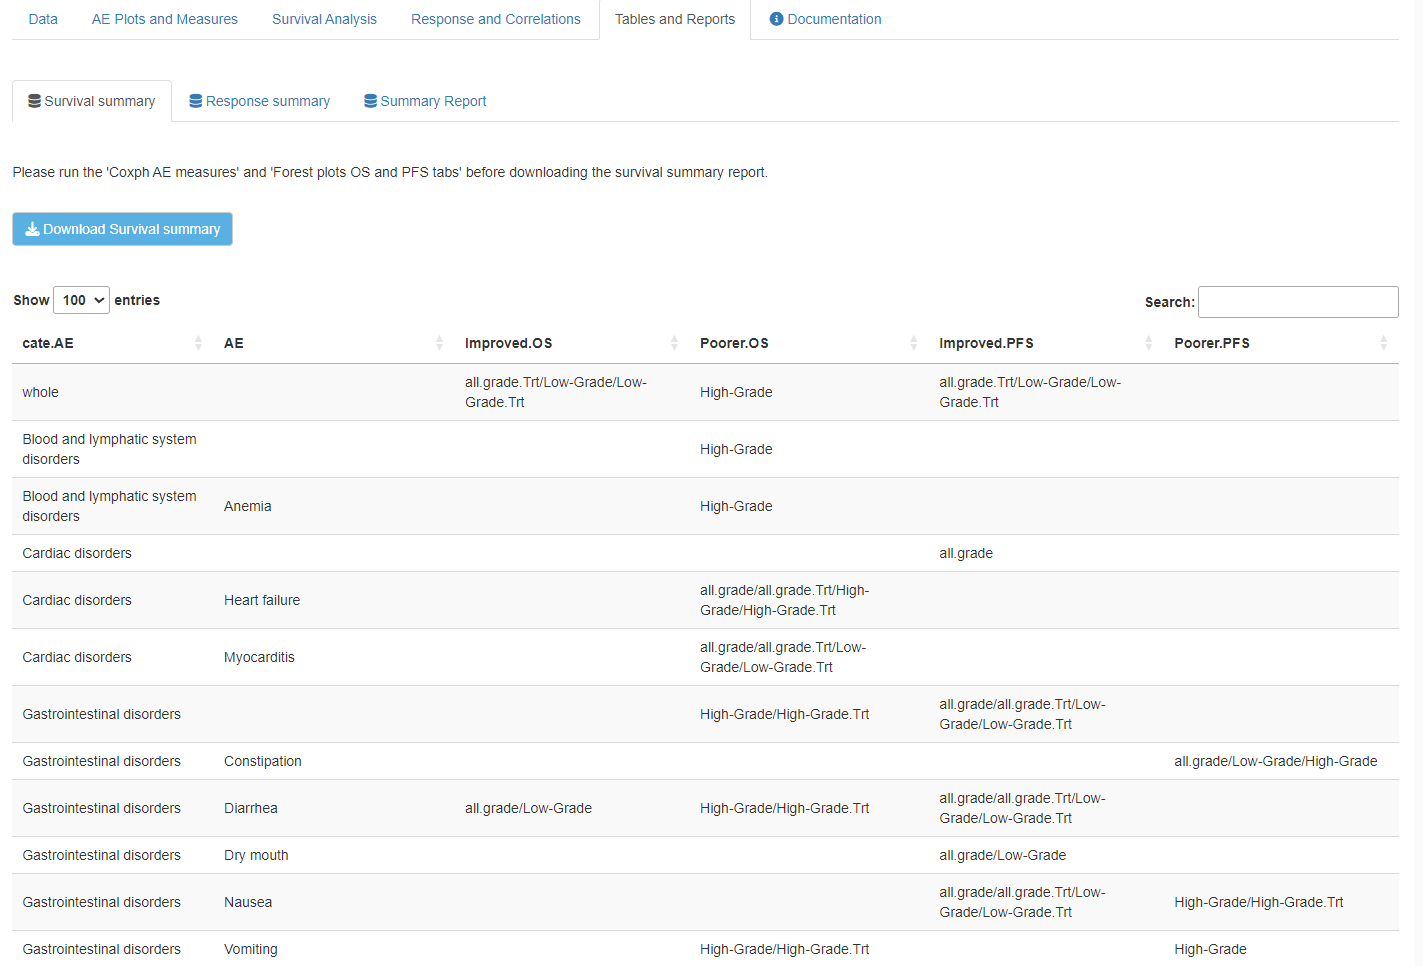 Data AE Plots and Measures Survival Analysis Response and Correlations Tables and Reports Documentation
Survival summary Response summary Summary Report
Please run the 'Coxph AE measures' and 'Forest plots OS and PFS tabs' before downloading the survival summary report.
Download Survival summary
Show 100 entries Search:
cate.AE AE Improved.OS Poorer.OS Improved.PFS Poorer.PFS
whole all.grade.Trt/Low-Grade/Low- High-Grade all.grade.Trt/Low-Grade/Low-
Grade.Trt Grade.Trt
Blood and lymphatic system High-Grade
disorders
Blood and lymphatic system Anemia High-Grade
disorders
Cardiac disorders all.grade
Cardiac disorders Heart failure all.grade/all.grade.Trt/High-
Grade/High-Grade.Trt
Cardiac disorders Myocarditis all.grade/all.grade.Trt/Low-
Grade/Low-Grade.Trt
Gastrointestinal disorders High-Grade/High-Grade.Trt all.grade/all.grade.Trt/Low-
Grade/Low-Grade.Trt
Gastrointestinal disorders Constipation all.grade/Low-Grade/High-Grade
Gastrointestinal disorders Diarrhea all.grade/Low-Grade High-Grade/High-Grade.Trt all.grade/all.grade.Trt/Low-
Grade/Low-Grade.Trt
Gastrointestinal disorders Dry mouth all.grade/Low-Grade
Gastrointestinal disorders Nausea all.grade/all.grade.Trt/Low- High-Grade/High-Grade.Trt
Grade/Low-Grade.Trt
Gastrointestinal disorders Vomiting High-Grade/High-Grade.Trt High-Grade